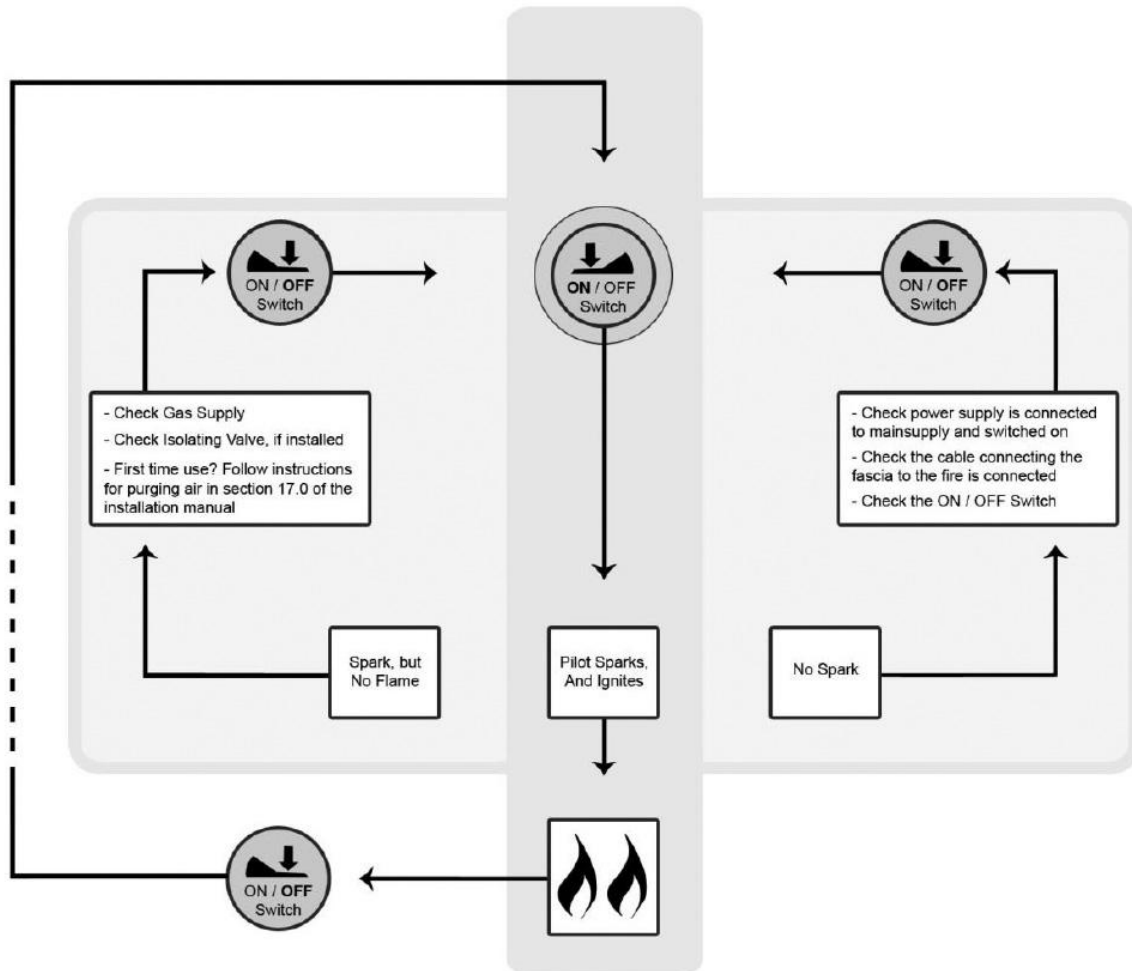 ON / OFF
Switch
ON / OFF
Switch
ON / OFF
Switch
- Check Gas Supply
- Check Isolating Valve, if installed
- First time use? Follow instructions
for purging air in section 17.0 of the
installation manual
- Check power supply is connected
to mainsupply and switched on
- Check the cable connecting the
fascia to the fire is connected
- Check the ON / OFF Switch
Spark, but
No Flame
Pilot Sparks,
And Ignites
No Spark
ON / OFF
Switch